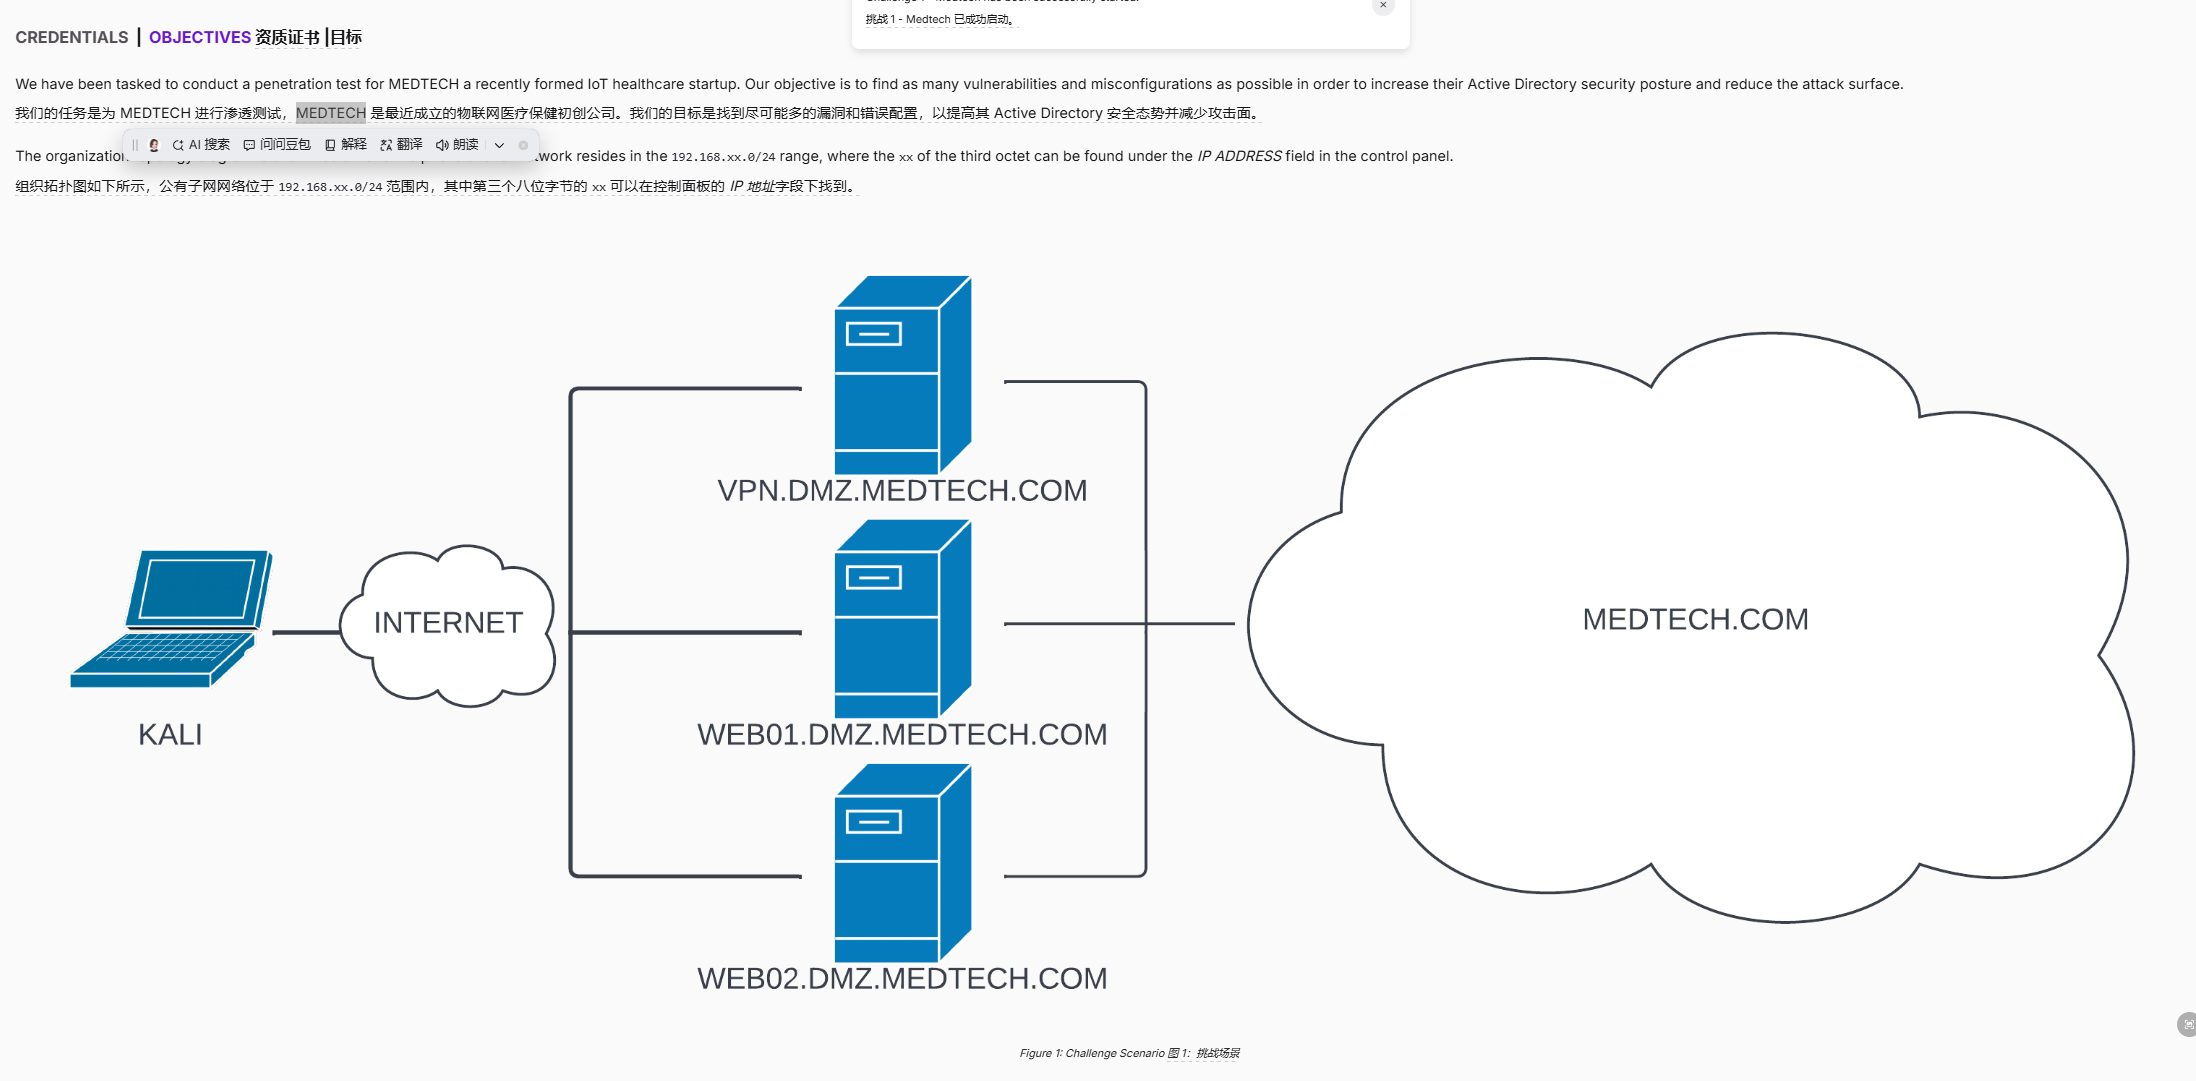 挑战 1 - Medtech 已成功启动。
CREDENTIALS | OBJECTIVES 资质证书 |目标
We have been tasked to conduct a penetration test for MEDTECH a recently formed IoT healthcare startup. Our objective is to find as many vulnerabilities and misconfigurations as possible in order to increase their Active Directory security posture and reduce the attack surface.
我们的任务是为 MEDTECH 进行渗透测试，MEDTECH 是最近成立的物联网医疗保健初创公司。我们的目标是找到尽可能多的漏洞和错误配置，以提高其 Active Directory 安全态势并减少攻击面。
AI 搜索 问问豆包 解释 翻译 朗读
The organization work resides in the 192.168.xx.0/24 range, where the xx of the third octet can be found under the IP ADDRESS field in the control panel.
组织拓扑图如下所示，公有子网网络位于 192.168.xx.0/24 范围内，其中第三个八位字节的 xx 可以在控制面板的 IP 地址字段下找到。
VPN.DMZ.MEDTECH.COM
INTERNET
MEDTECH.COM
KALI
WEB01.DMZ.MEDTECH.COM
WEB02.DMZ.MEDTECH.COM
Figure 1: Challenge Scenario 图 1：挑战场景